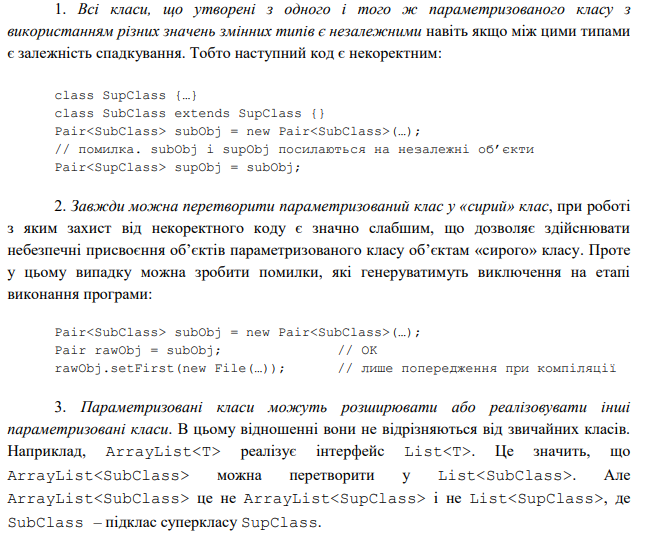 1. Всі класи, що утворені з одного і того ж параметризованого класу з
використанням різних значень змінних типів є незалежними навіть якщо між цими типами
є залежність спадкування. Тобто наступний код є некоректним:
class SupClass {…}
class SubClass extends SupClass {}
Pair<SubClass> subObj = new Pair<SubClass>(…);
// помилка. subObj і supObj посилаються на незалежні об’єкти
Pair<SupClass> supObj = subObj;
2. Завжди можна перетворити параметризований клас у «сирий» клас, при роботі
з яким захист від некоректного коду є значно слабшим, що дозволяє здійснювати
небезпечні присвоєння об’єктів параметризованого класу об’єктам «сирого» класу. Проте
у цьому випадку можна зробити помилки, які генеруватимуть виключення на етапі
виконання програми:
Pair<SubClass> subObj = new Pair<SubClass>(…);
Pair rawObj = subObj; // OK
rawObj.setFirst(new File(…)); // лише попередження при компіляції
3. Параметризовані класи можуть розширювати або реалізовувати інші
параметризовані класи. В цьому відношенні вони не відрізняються від звичайних класів.
Наприклад, ArrayList<T> реалізує інтерфейс List<T>. Це значить, що
ArrayList<SubClass> можна перетворити у List<SubClass>. Але
ArrayList<SubClass> це не ArrayList<SupClass> і не List<SupClass>, де
SubClass – підклас суперкласу SupClass.